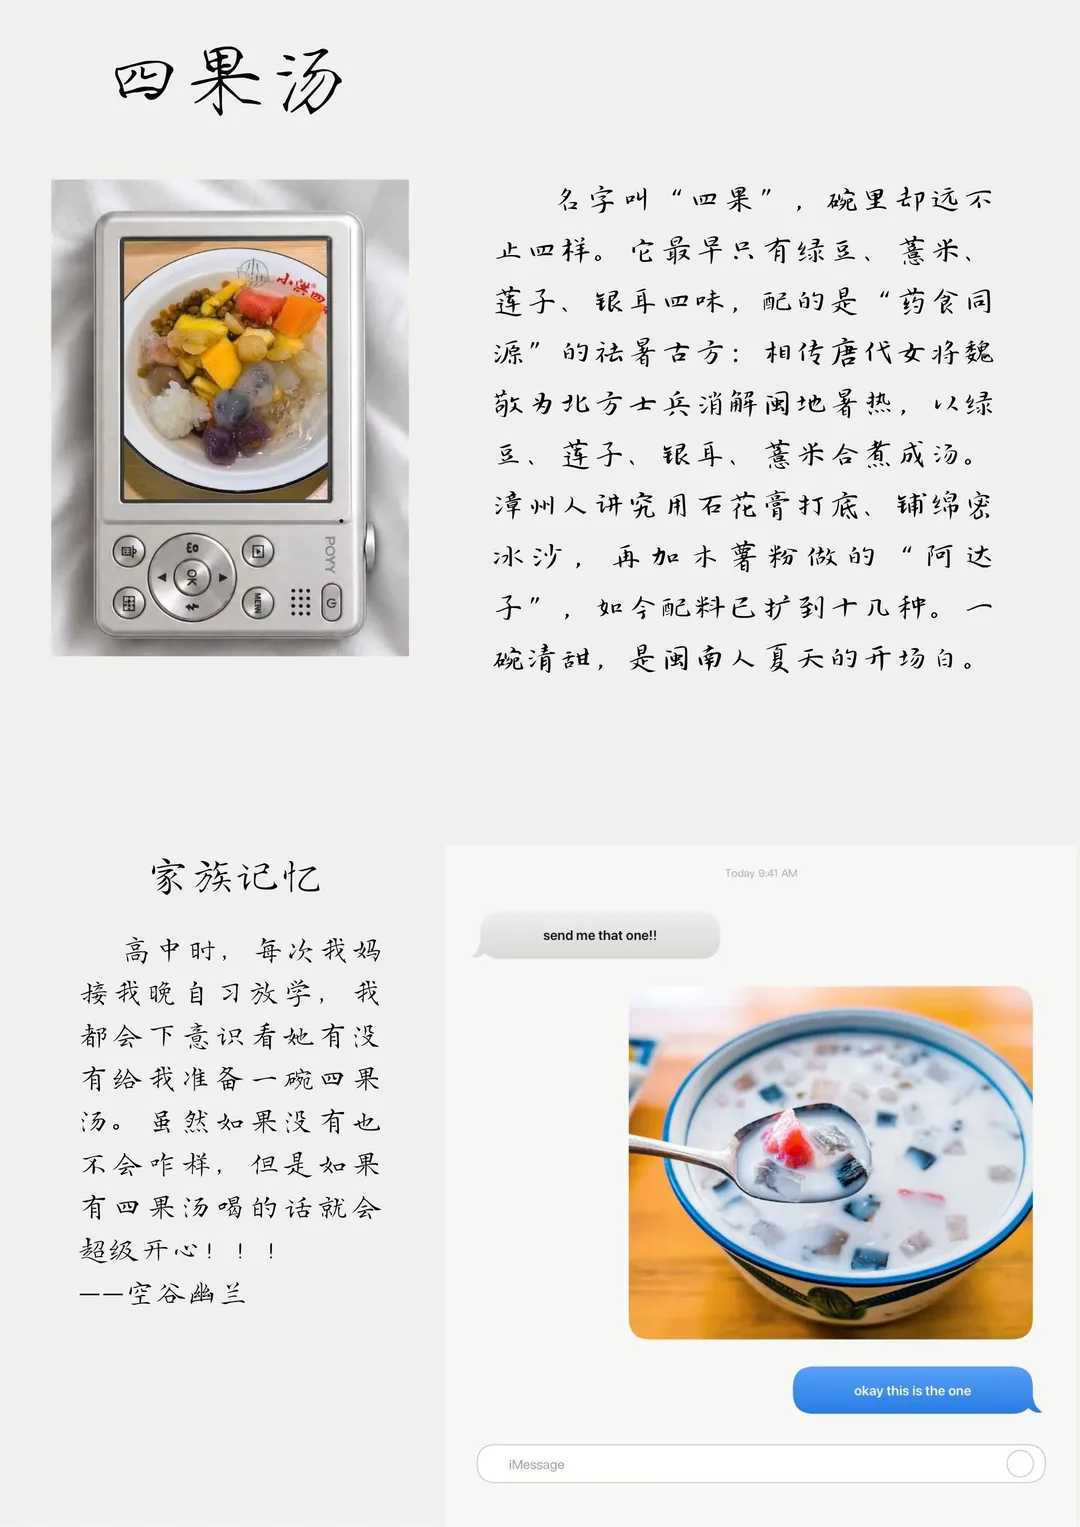 四果汤
小洪四
POYY
OK
MENU
名字叫“四果”，碗里却远不
止四样。它最早只有绿豆、薏米、
莲子、银耳四味，配的是“药食同
源”的祛暑古方：相传唐代女将魏
敬为北方士兵消解闽地暑热，以绿
豆、莲子、银耳、薏米合煮成汤。
漳州人讲究用石花膏打底、铺绵密
冰沙，再加木薯粉做的“阿达
子”，如今配料已扩到十几种。一
碗清甜，是闽南人夏天的开场白。
家族记忆
高中时，每次我妈
接我晚自习放学，我
都会下意识看她有没
有给我准备一碗四果
汤。虽然如果没有也
不会咋样，但是如果
有四果汤喝的话就会
超级开心！！！
——空谷幽兰
Today 9:41 AM
send me that one!!
okay this is the one
iMessage